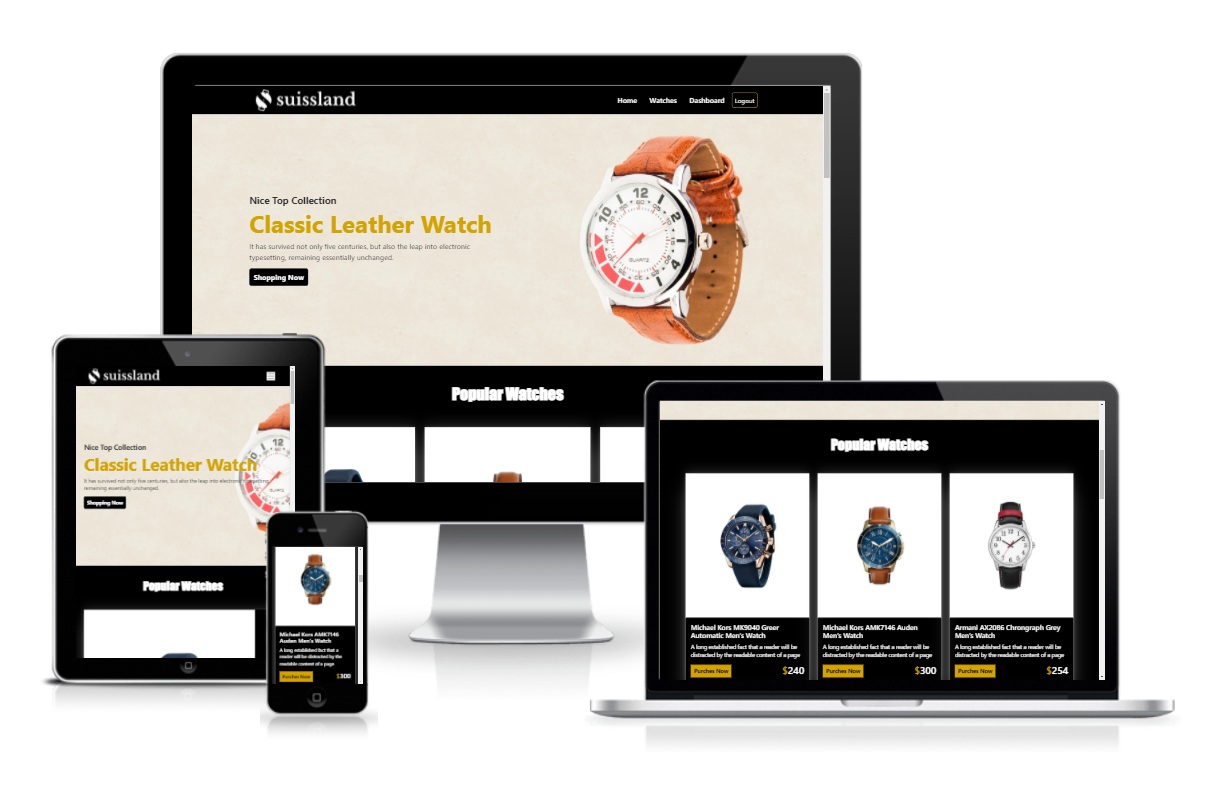 suissland
Home Watches Dashboard Logout
Nice Top Collection
Classic Leather Watch
It has survived not only five centuries, but also the leap into electronic
typesetting, remaining essentially unchanged.
Shopping Now
12
2
4
10
QUARTZ
Popular Watches
suissland
Nice Top Collection
Classic Leather Watch
It has survived not only five centuries, but also the leap into electronic typesetting,
remaining essentially unchanged.
Shopping Now
Popular Watches
Michael Kors AMK7146
Auden Men's Watch
A long established fact that a
reader will be distracted by the
readable content of a page
Purches Now $300
Popular Watches
Michael Kors MK9040 Greer
Automatic Men's Watch
A long established fact that a reader will be
distracted by the readable content of a page
Purches Now $240
Michael Kors AMK7146 Auden
Men's Watch
A long established fact that a reader will be
distracted by the readable content of a page
Purches Now $300
Armani AX2086 Chrongraph Grey
Men's Watch
A long established fact that a reader will be
distracted by the readable content of a page
Purches Now $254